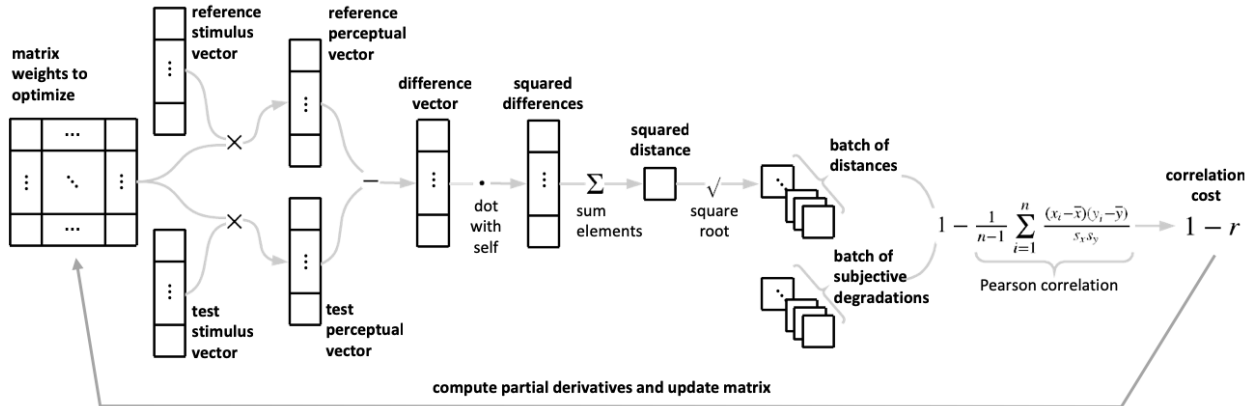 matrix
weights to
optimize
reference
stimulus
vector
reference
perceptual
vector
difference
vector
squared
differences
squared
distance
batch of
distances
correlation
cost
...
⋮
⋱
⋮
...
⋮
⋮
⋮
⋮
⋮
⋮
×
×
−
•
dot
with
self
Σ
sum
elements
√
square
root
⋱
⋱
batch of
subjective
degradations
1 − 1/(n−1) ∑ i=1 n (xᵢ−x̅)(yᵢ−y̅)/(sₓsᵧ)
Pearson correlation
1 − r
test
stimulus
vector
test
perceptual
vector
compute partial derivatives and update matrix